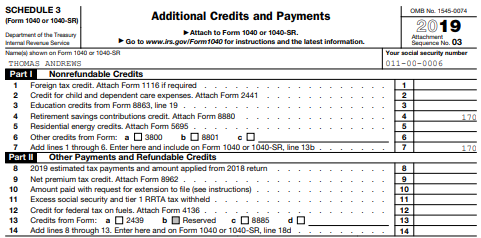 SCHEDULE 3
(Form 1040 or 1040-SR)
Department of the Treasury
Internal Revenue Service
Additional Credits and Payments
▶ Attach to Form 1040 or 1040-SR.
▶ Go to www.irs.gov/Form1040 for instructions and the latest information.
OMB No. 1545-0074
2019
Attachment
Sequence No. 03
Name(s) shown on Form 1040 or 1040-SR
THOMAS ANDREWS
Your social security number
011-00-0006
Part I Nonrefundable Credits
1 Foreign tax credit. Attach Form 1116 if required 1
2 Credit for child and dependent care expenses. Attach Form 2441 2
3 Education credits from Form 8863, line 19 3
4 Retirement savings contributions credit. Attach Form 8880 4 170
5 Residential energy credits. Attach Form 5695 5
6 Other credits from Form: a 3800 b 8801 c 6
7 Add lines 1 through 6. Enter here and include on Form 1040 or 1040-SR, line 13b 7 170
Part II Other Payments and Refundable Credits
8 2019 estimated tax payments and amount applied from 2018 return 8
9 Net premium tax credit. Attach Form 8962 9
10 Amount paid with request for extension to file (see instructions) 10
11 Excess social security and tier 1 RRTA tax withheld 11
12 Credit for federal tax on fuels. Attach Form 4136 12
13 Credits from Form: a 2439 b Reserved c 8885 d 13
14 Add lines 8 through 13. Enter here and on Form 1040 or 1040-SR, line 18d 14